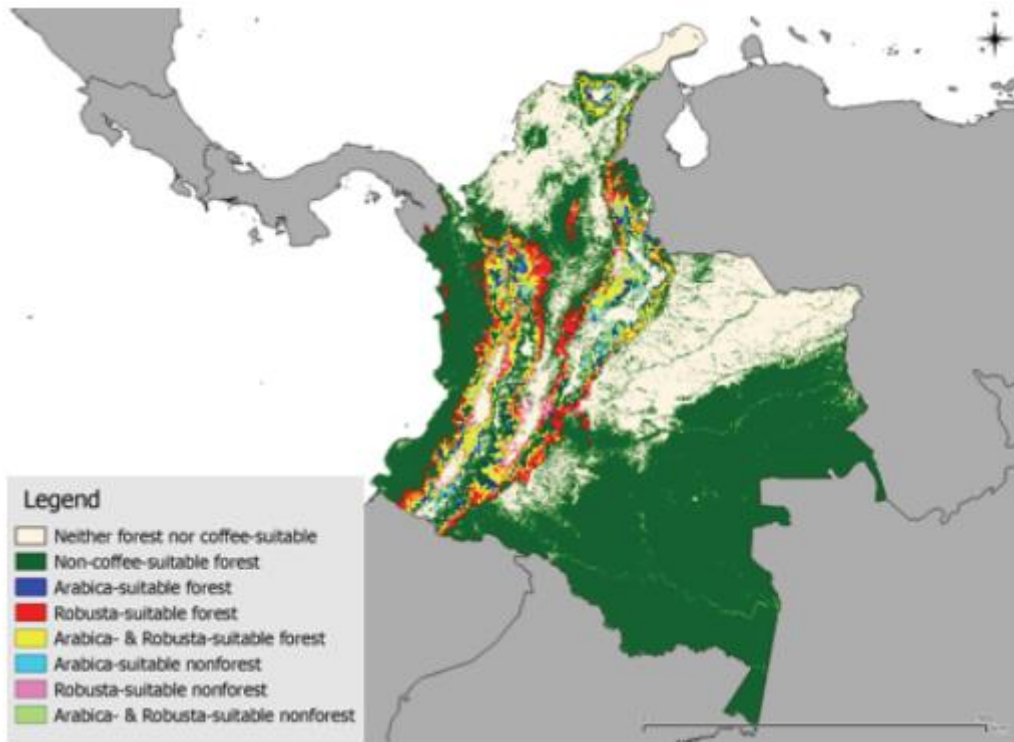 Legend
Neither forest nor coffee-suitable
Non-coffee-suitable forest
Arabica-suitable forest
Robusta-suitable forest
Arabica- & Robusta-suitable forest
Arabica-suitable nonforest
Robusta-suitable nonforest
Arabica- & Robusta-suitable nonforest